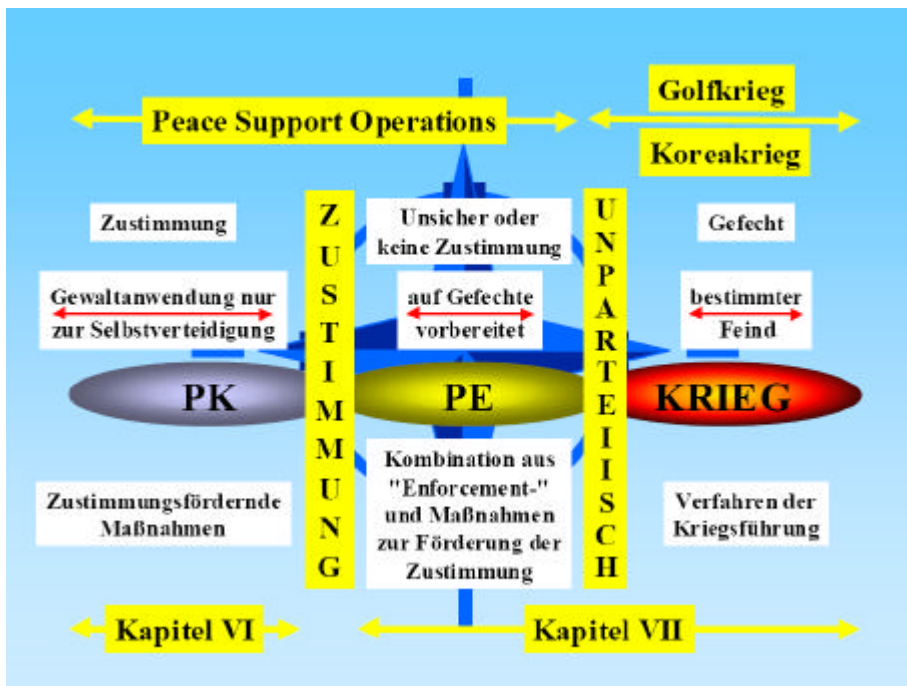 Golfkrieg
Peace Support Operations
Koreakrieg
Zustimmung
ZUSTIMMUNG
Unsicher oder
keine Zustimmung
UNPARTEIISCH
Gefecht
Gewaltanwendung nur
zur Selbstverteidigung
auf Gefechte
vorbereitet
bestimmter
Feind
PK
PE
KRIEG
Zustimmungsfördernde
Maßnahmen
Kombination aus
"Enforcement-"
und Maßnahmen
zur Förderung der
Zustimmung
Verfahren der
Kriegsführung
Kapitel VI
Kapitel VII